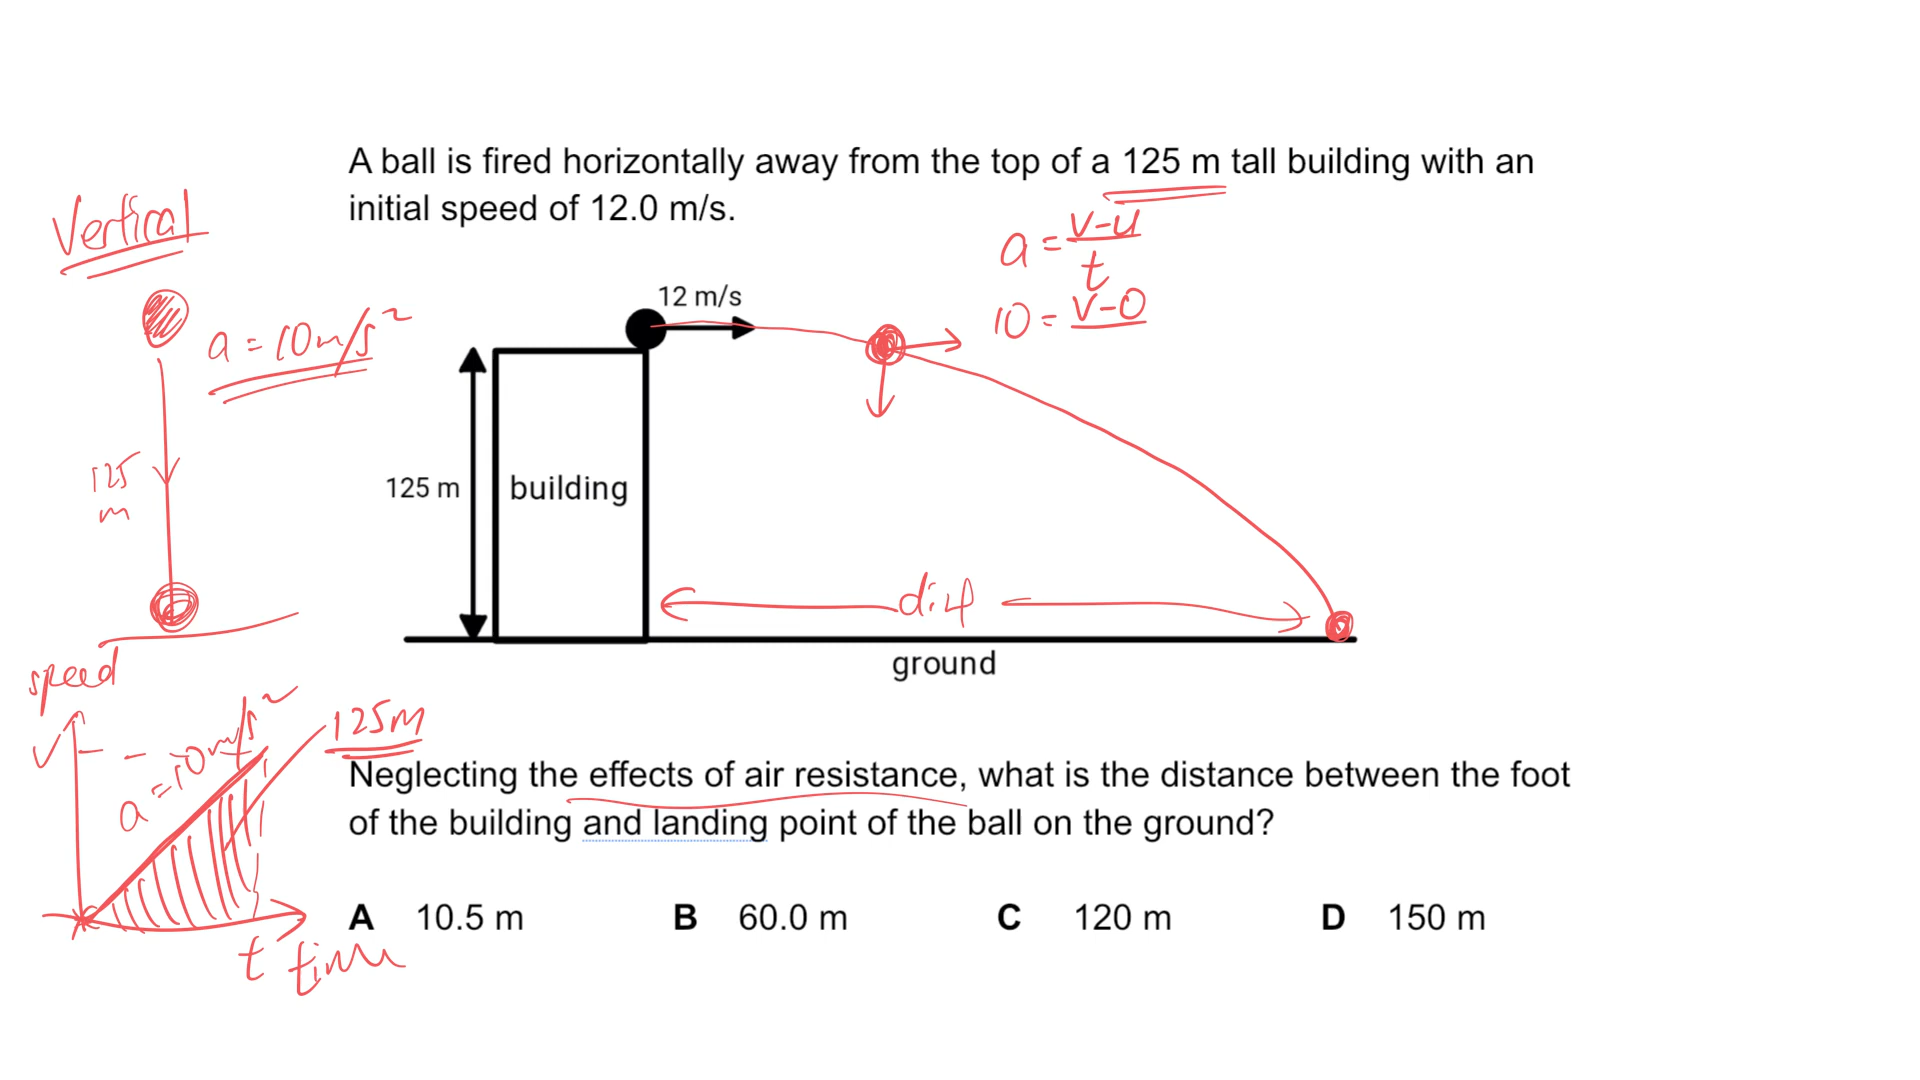 A ball is fired horizontally away from the top of a 125 m tall building with an
initial speed of 12.0 m/s.
Vertical
a = 10m/s²
125
m
a = v-u
t
10 = v-0
12 m/s
125 m
building
ground
speed
v
a = 10m/s²
125m
t time
Neglecting the effects of air resistance, what is the distance between the foot
of the building and landing point of the ball on the ground?
A 10.5 m B 60.0 m C 120 m D 150 m